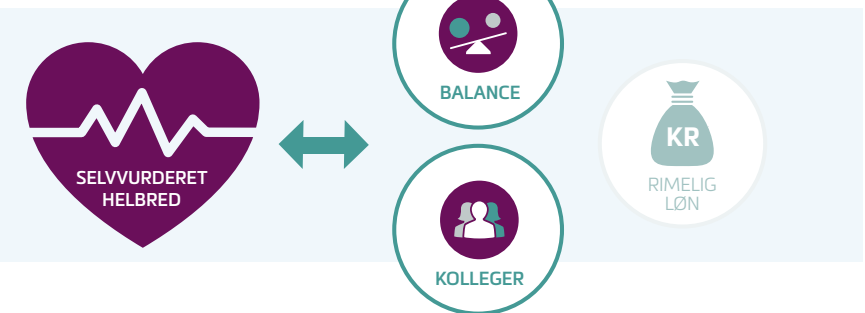 SELVVURDERET
HELBRED
BALANCE
KOLLEGER
KR
RIMELIG
LØN